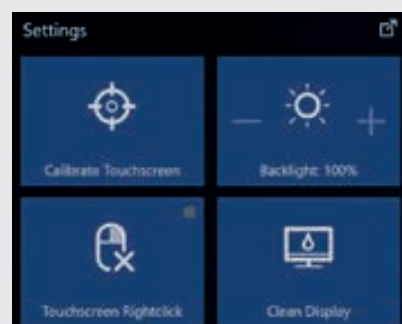 Settings
Calibrate Touchscreen
Backlight: 100%
Touchscreen Rightclick
Clean Display